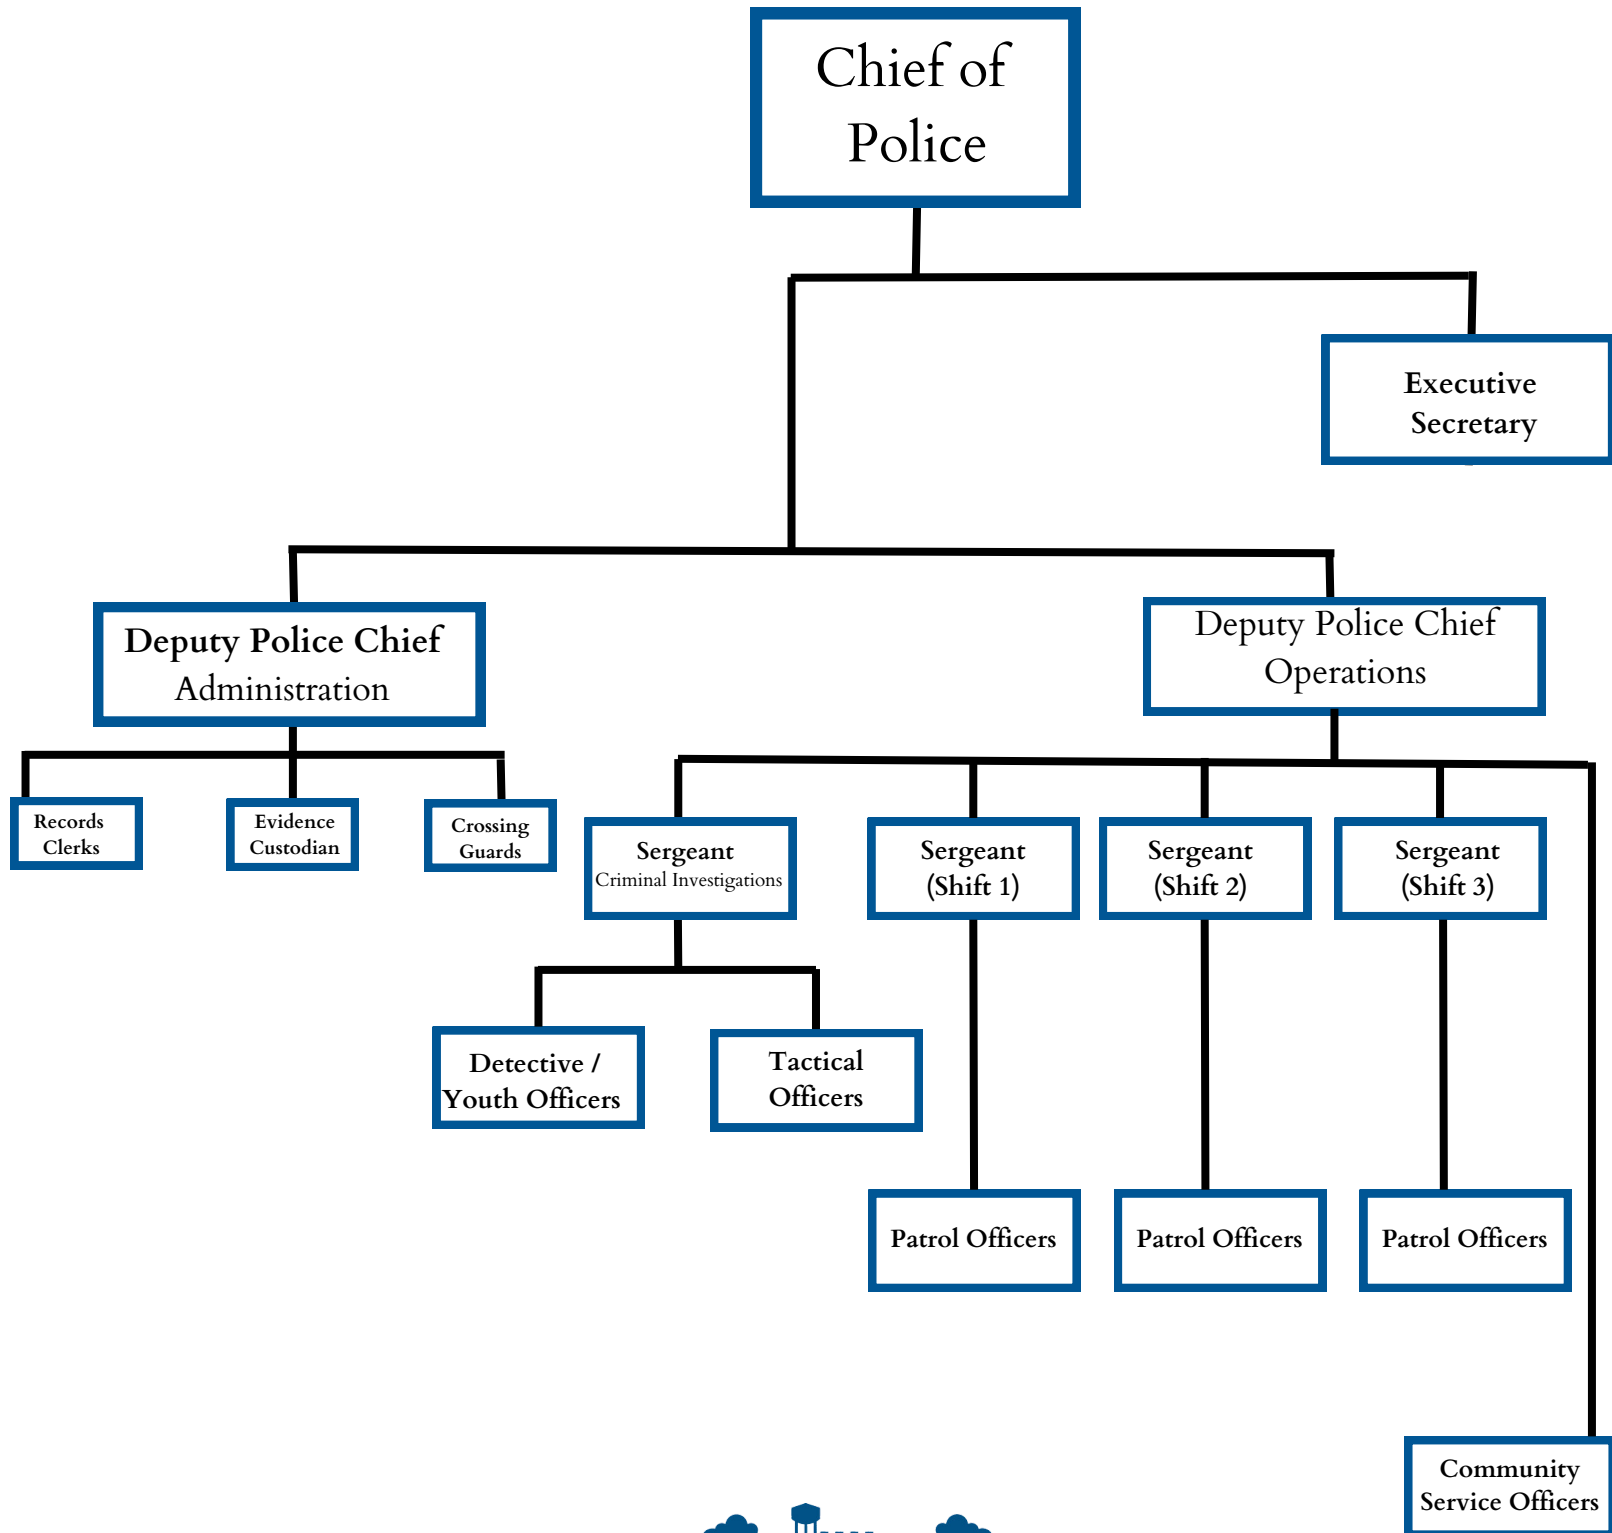 Chief of
Police
Executive
Secretary
Deputy Police Chief
Administration
Deputy Police Chief
Operations
Records
Clerks
Evidence
Custodian
Crossing
Guards
Sergeant
Criminal Investigations
Sergeant
(Shift 1)
Sergeant
(Shift 2)
Sergeant
(Shift 3)
Detective /
Youth Officers
Tactical
Officers
Patrol Officers
Patrol Officers
Patrol Officers
Community
Service Officers